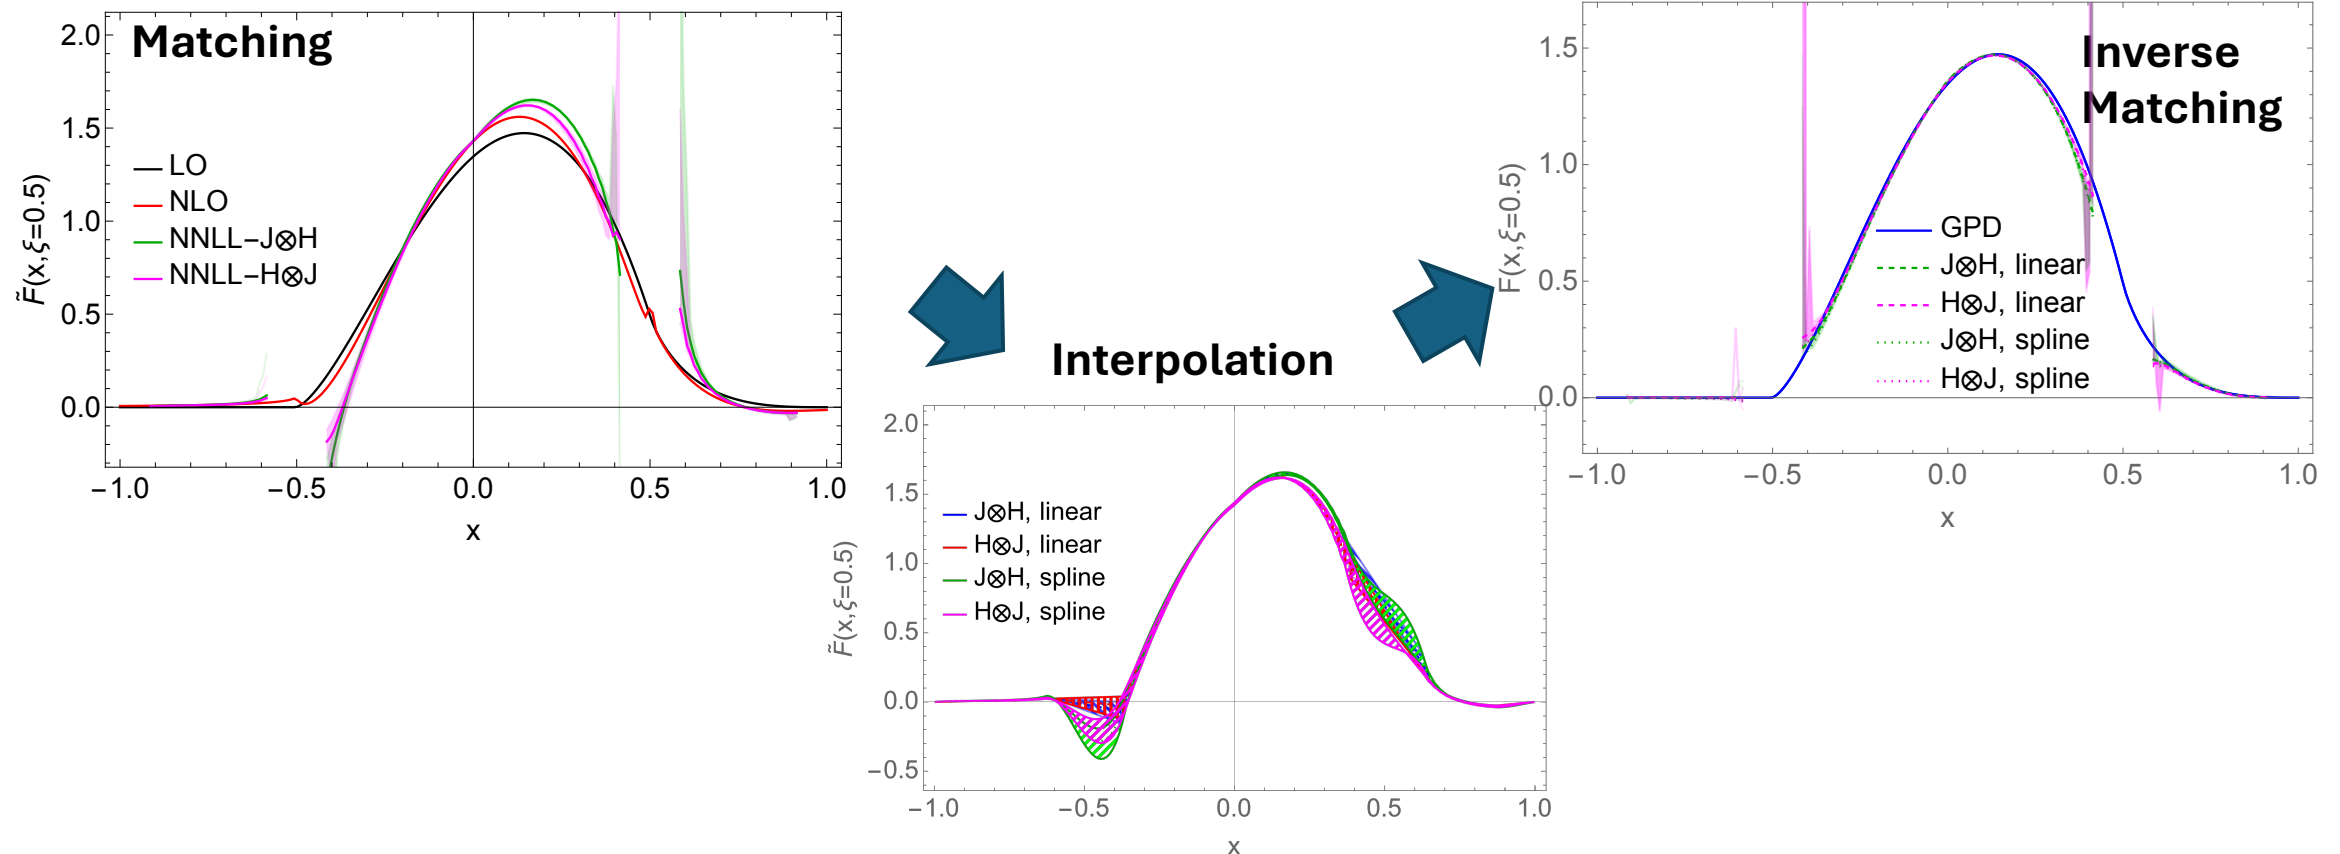 Matching
2.0
1.5
1.0
0.5
0.0
F̃(x,ξ=0.5)
LO
NLO
NNLL−J⊗H
NNLL−H⊗J
−1.0 −0.5 0.0 0.5 1.0
x
Interpolation
2.0
1.5
1.0
0.5
0.0
−0.5
F̃(x,ξ=0.5)
J⊗H, linear
H⊗J, linear
J⊗H, spline
H⊗J, spline
−1.0 −0.5 0.0 0.5 1.0
x
Inverse
Matching
1.5
1.0
0.5
0.0
F(x,ξ=0.5)
GPD
J⊗H, linear
H⊗J, linear
J⊗H, spline
H⊗J, spline
−1.0 −0.5 0.0 0.5 1.0
x